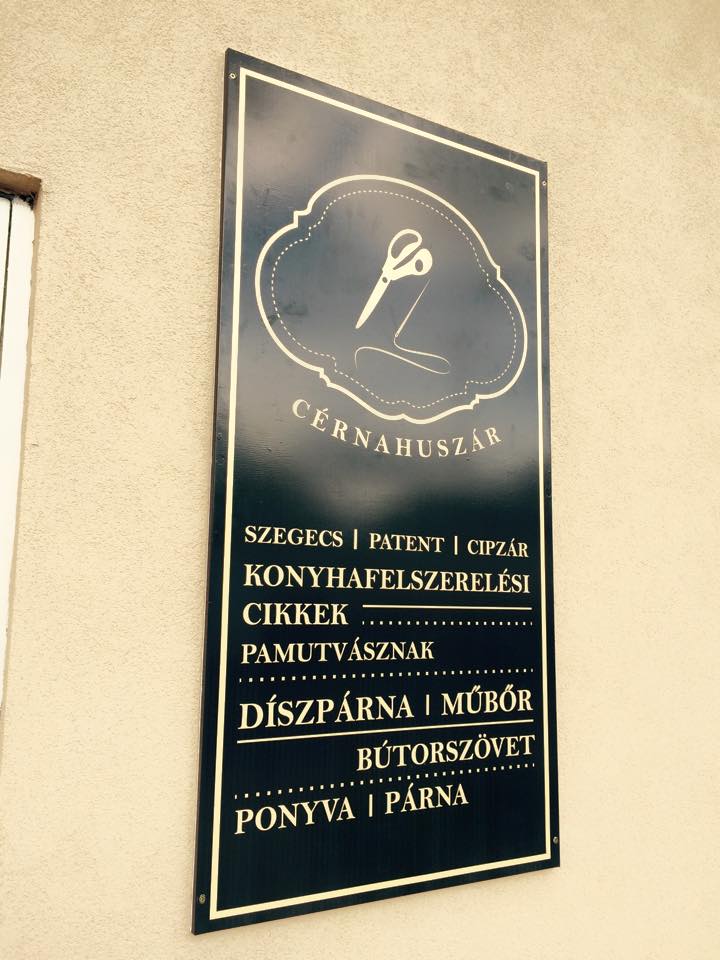 CÉRNAHUSZÁR
SZEGECS | PATENT | CIPZÁR
KONYHAFELSZERELÉSI
CIKKEK
PAMUTVÁSZNAK
DÍSZPÁRNA | MŰBŐR
BÚTORSZÖVET
PONYVA | PÁRNA